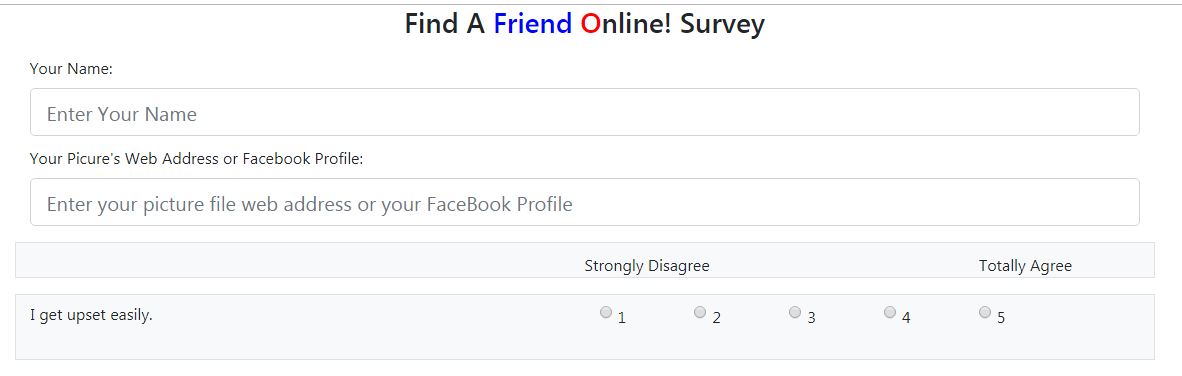 Find A Friend Online! Survey
Your Name:
Enter Your Name
Your Picure's Web Address or Facebook Profile:
Enter your picture file web address or your FaceBook Profile
Strongly Disagree Totally Agree
I get upset easily. 1 2 3 4 5